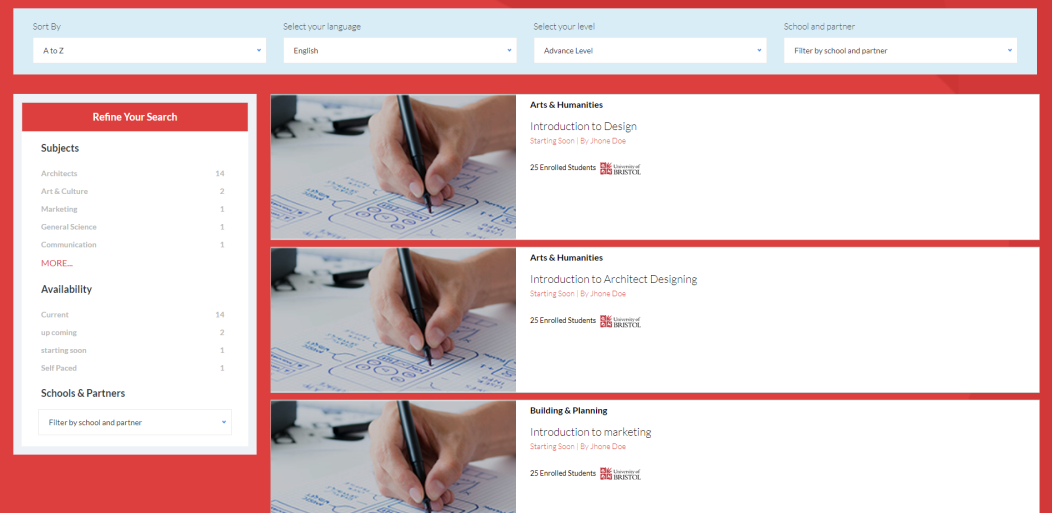 Sort By
Select your language
Select your level
School and partner
A to Z
English
Advance Level
Filter by school and partner
Refine Your Search
Subjects
Architects 14
Art & Culture 2
Marketing 1
General Science 1
Communication 1
MORE...
Availability
Current 14
up coming 2
starting soon 1
Self Paced 1
Schools & Partners
Filter by school and partner
Arts & Humanities
Introduction to Design
Starting Soon | By Jhone Doe
25 Enrolled Students
University of
BRISTOL
Arts & Humanities
Introduction to Architect Designing
Starting Soon | By Jhone Doe
25 Enrolled Students
University of
BRISTOL
Building & Planning
Introduction to marketing
Starting Soon | By Jhone Doe
25 Enrolled Students
University of
BRISTOL